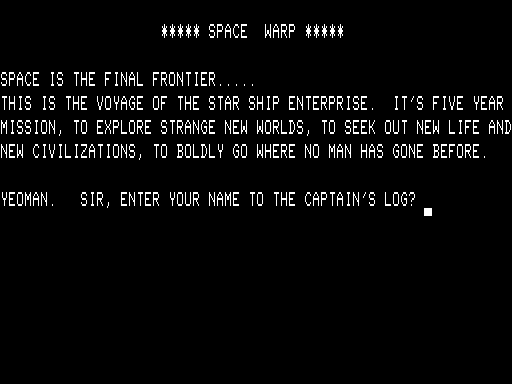 ***** SPACE  WARP *****
SPACE IS THE FINAL FRONTIER.....
THIS IS THE VOYAGE OF THE STAR SHIP ENTERPRISE.  IT'S FIVE YEAR
MISSION, TO EXPLORE STRANGE NEW WORLDS, TO SEEK OUT NEW LIFE AND
NEW CIVILIZATIONS, TO BOLDLY GO WHERE NO MAN HAS GONE BEFORE.
YEOMAN.   SIR, ENTER YOUR NAME TO THE CAPTAIN'S LOG?